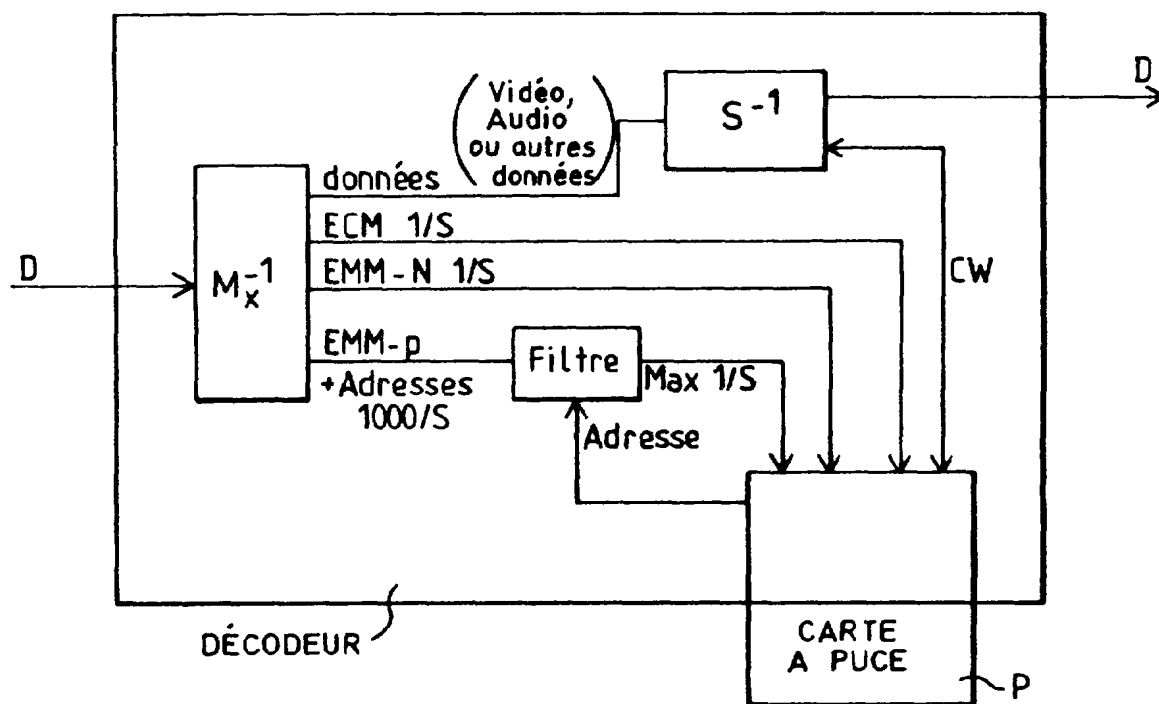 D
(Vidéo,
Audio
ou autres
données)
S⁻¹
D
données
ECM 1/S
EMM-N 1/S
Mₓ⁻¹
D
CW
EMM-p
+Adresses
1000/S
Filtre
Max 1/S
Adresse
DÉCODEUR
CARTE
A PUCE
P